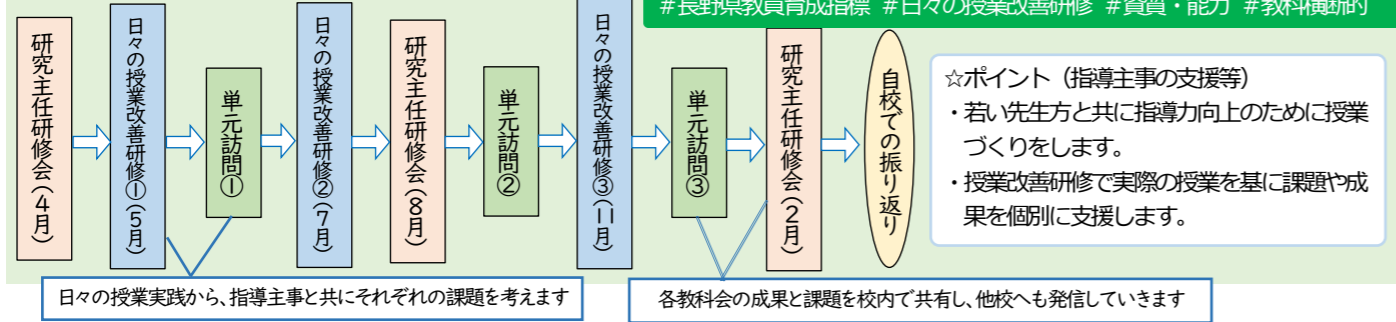 #長野県教員育成指標 #日々の授業改善研修 #資質・能力 #教科横断的
研究主任研修会(4月)
日々の授業改善研修①(5月)
単元訪問①
日々の授業改善研修②(7月)
研究主任研修会(8月)
単元訪問②
日々の授業改善研修③(11月)
単元訪問③
研究主任研修会(2月)
自校での振り返り
☆ポイント(指導主事の支援等)
・若い先生方と共に指導力向上のために授業
づくりをします。
・授業改善研修で実際の授業を基に課題や成
果を個別に支援します。
日々の授業実践から、指導主事と共にそれぞれの課題を考えます
各教科会の成果と課題を校内で共有し、他校へも発信していきます